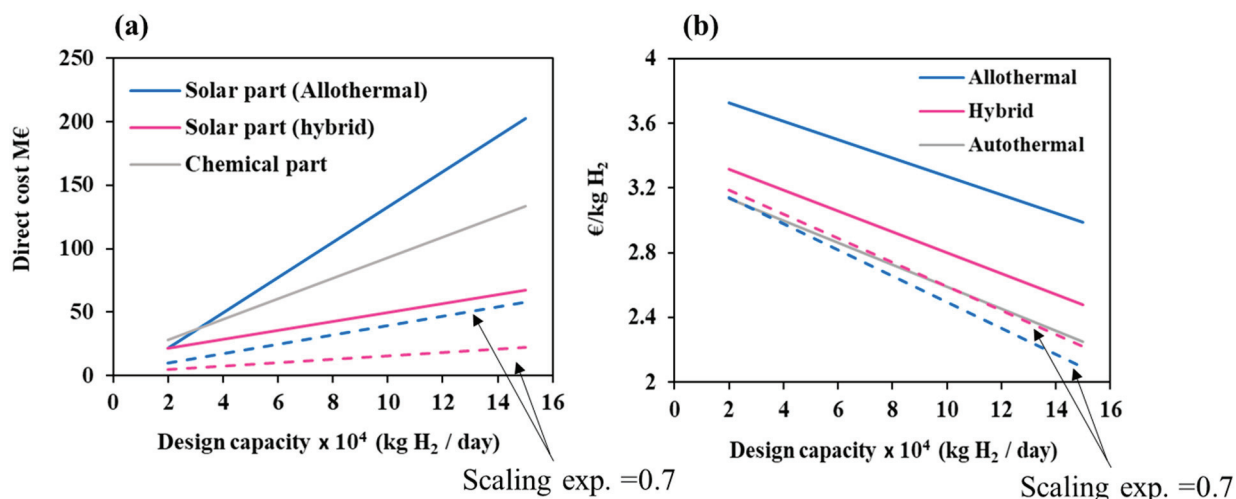 (a)
250
200
150
100
50
0
Direct cost M€
Solar part (Allothermal)
Solar part (hybrid)
Chemical part
0 2 4 6 8 10 12 14 16
Design capacity x 10⁴ (kg H₂ / day)
Scaling exp. =0.7
(b)
4
3.6
3.2
2.8
2.4
2
€/kg H₂
Allothermal
Hybrid
Autothermal
0 2 4 6 8 10 12 14 16
Design capacity x 10⁴ (kg H₂ / day)
Scaling exp. =0.7